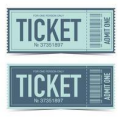 TICKET
№ 37351897
ADMIT ONE
TICKET
№ 37351897
ADMIT ONE